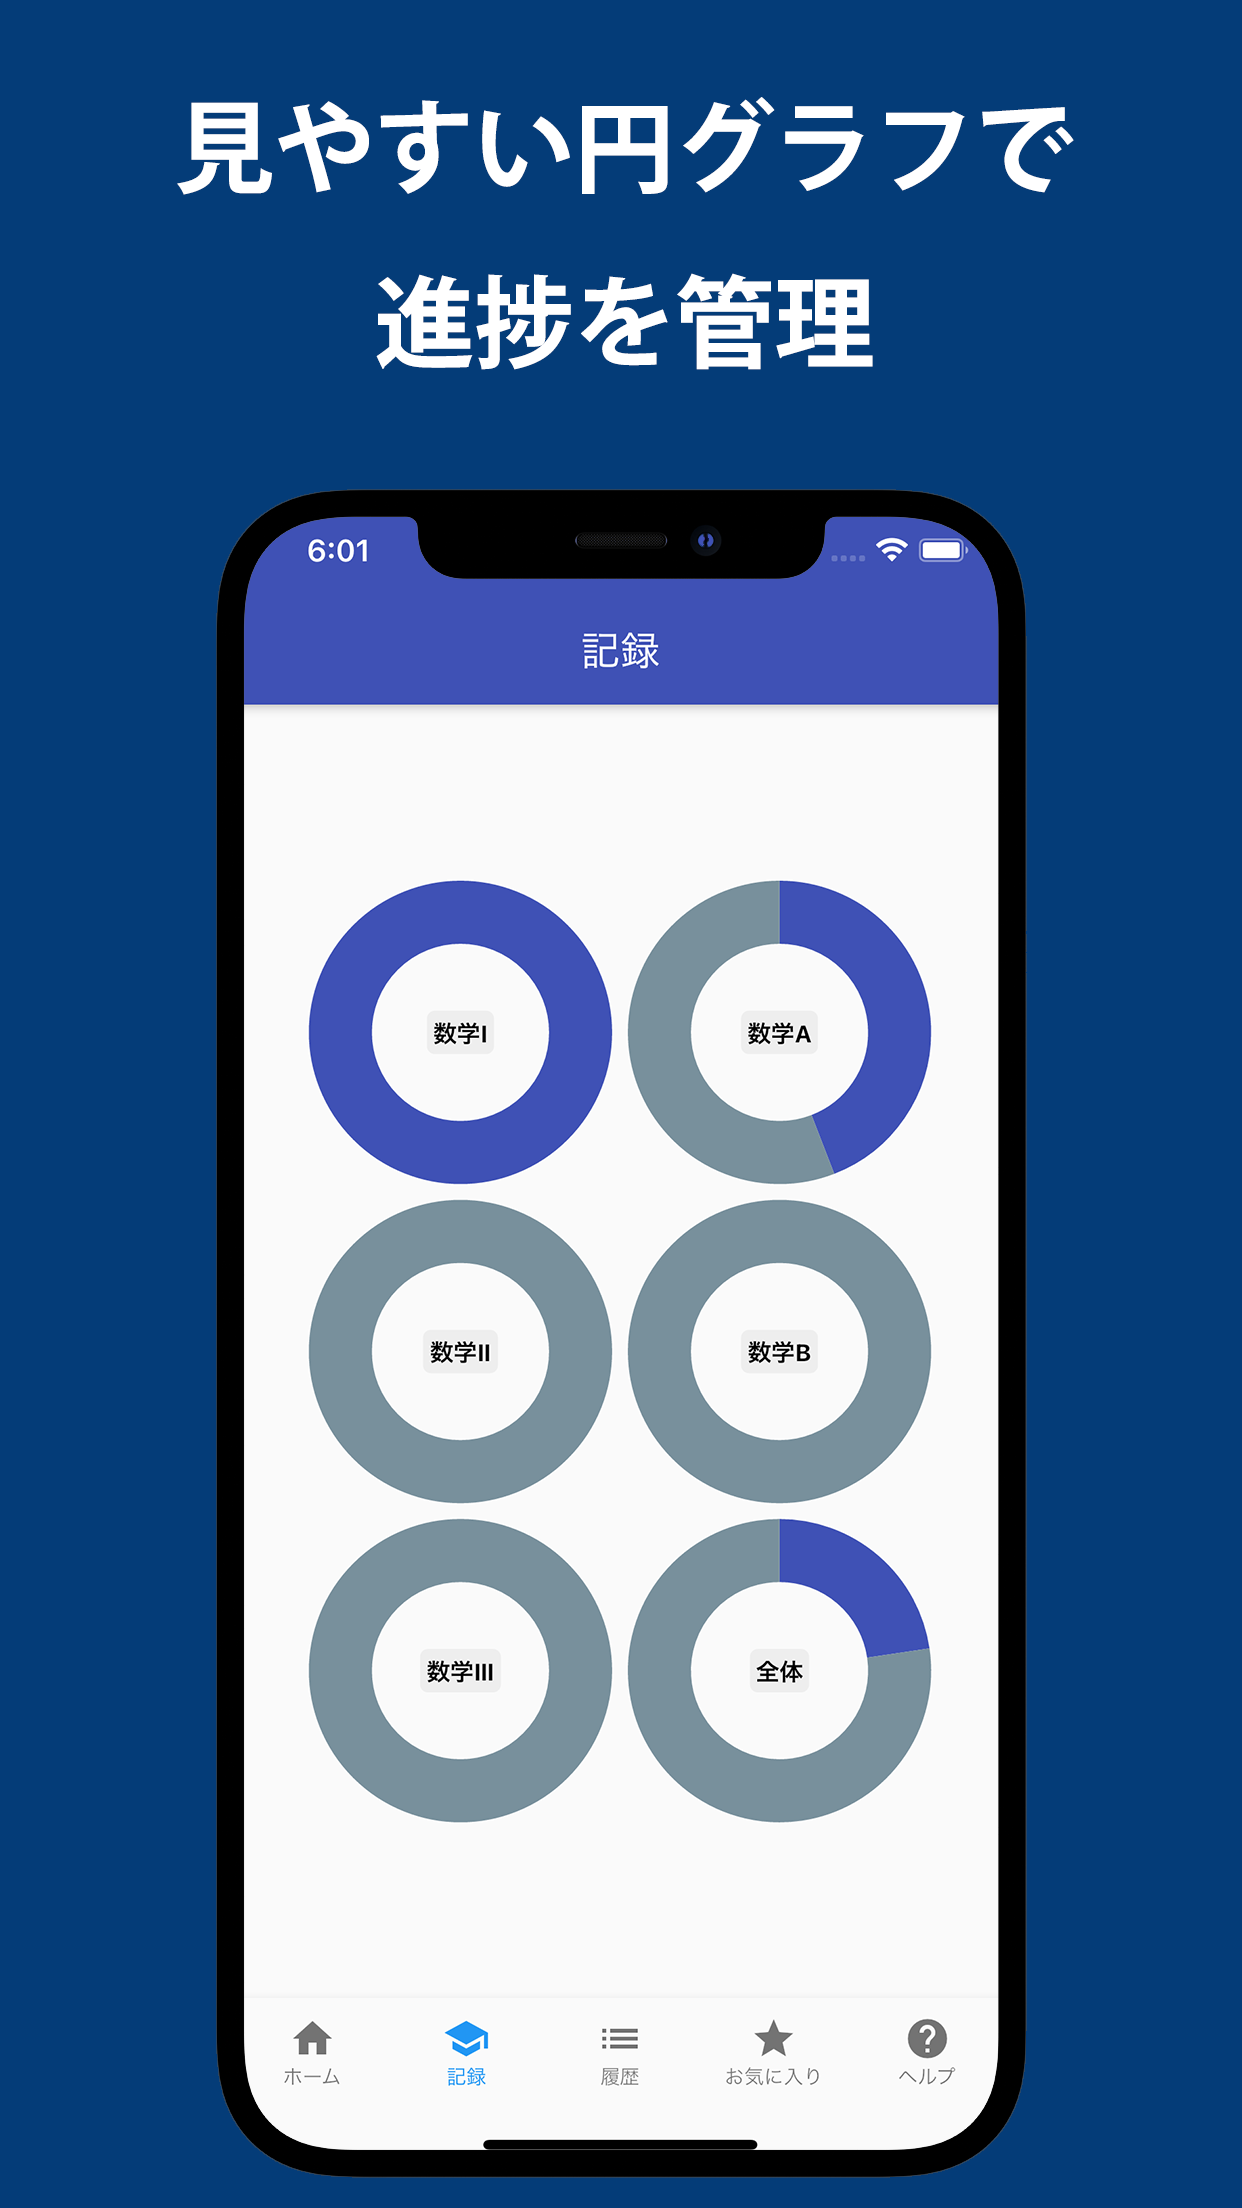 見やすい円グラフで
進捗を管理
6:01
記録
数学I
数学A
数学II
数学B
数学III
全体
ホーム
記録
履歴
お気に入り
ヘルプ